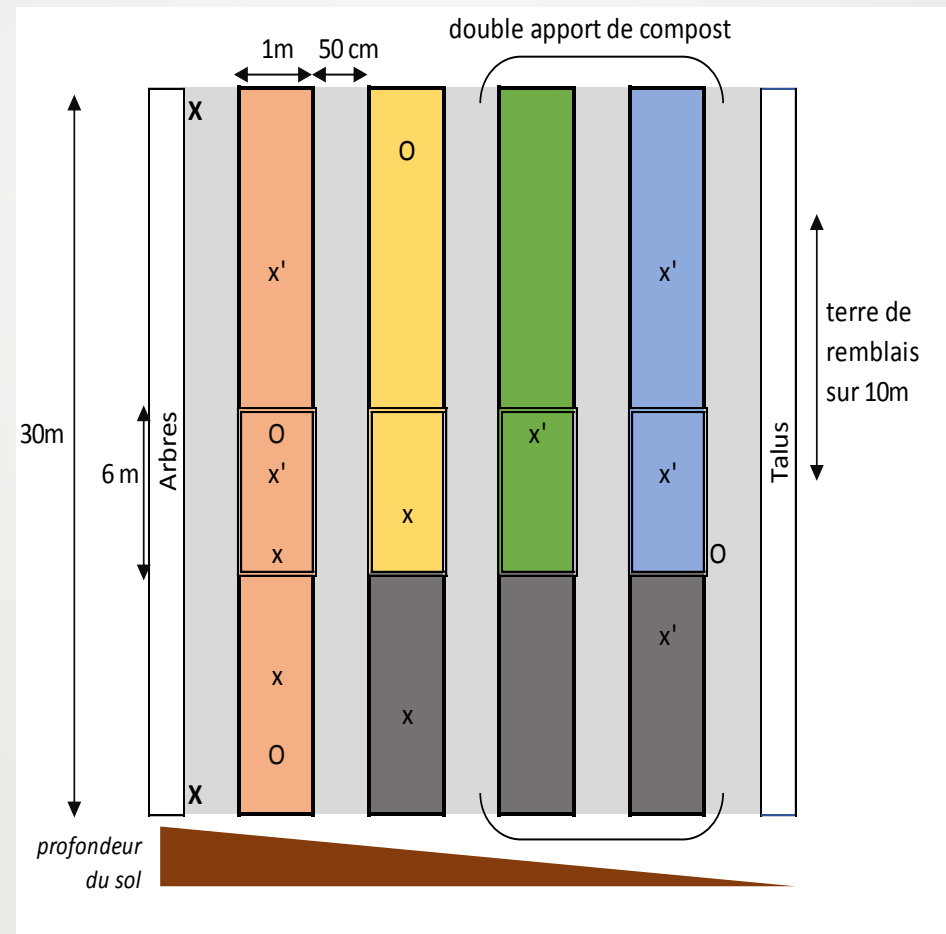 double apport de compost
1m
50 cm
X
O
x'
x'
terre de
remblais
sur 10m
30m
6 m
Arbres
O
x'
x'
x'
Talus
x
x
O
x'
x
x
O
X
profondeur
du sol